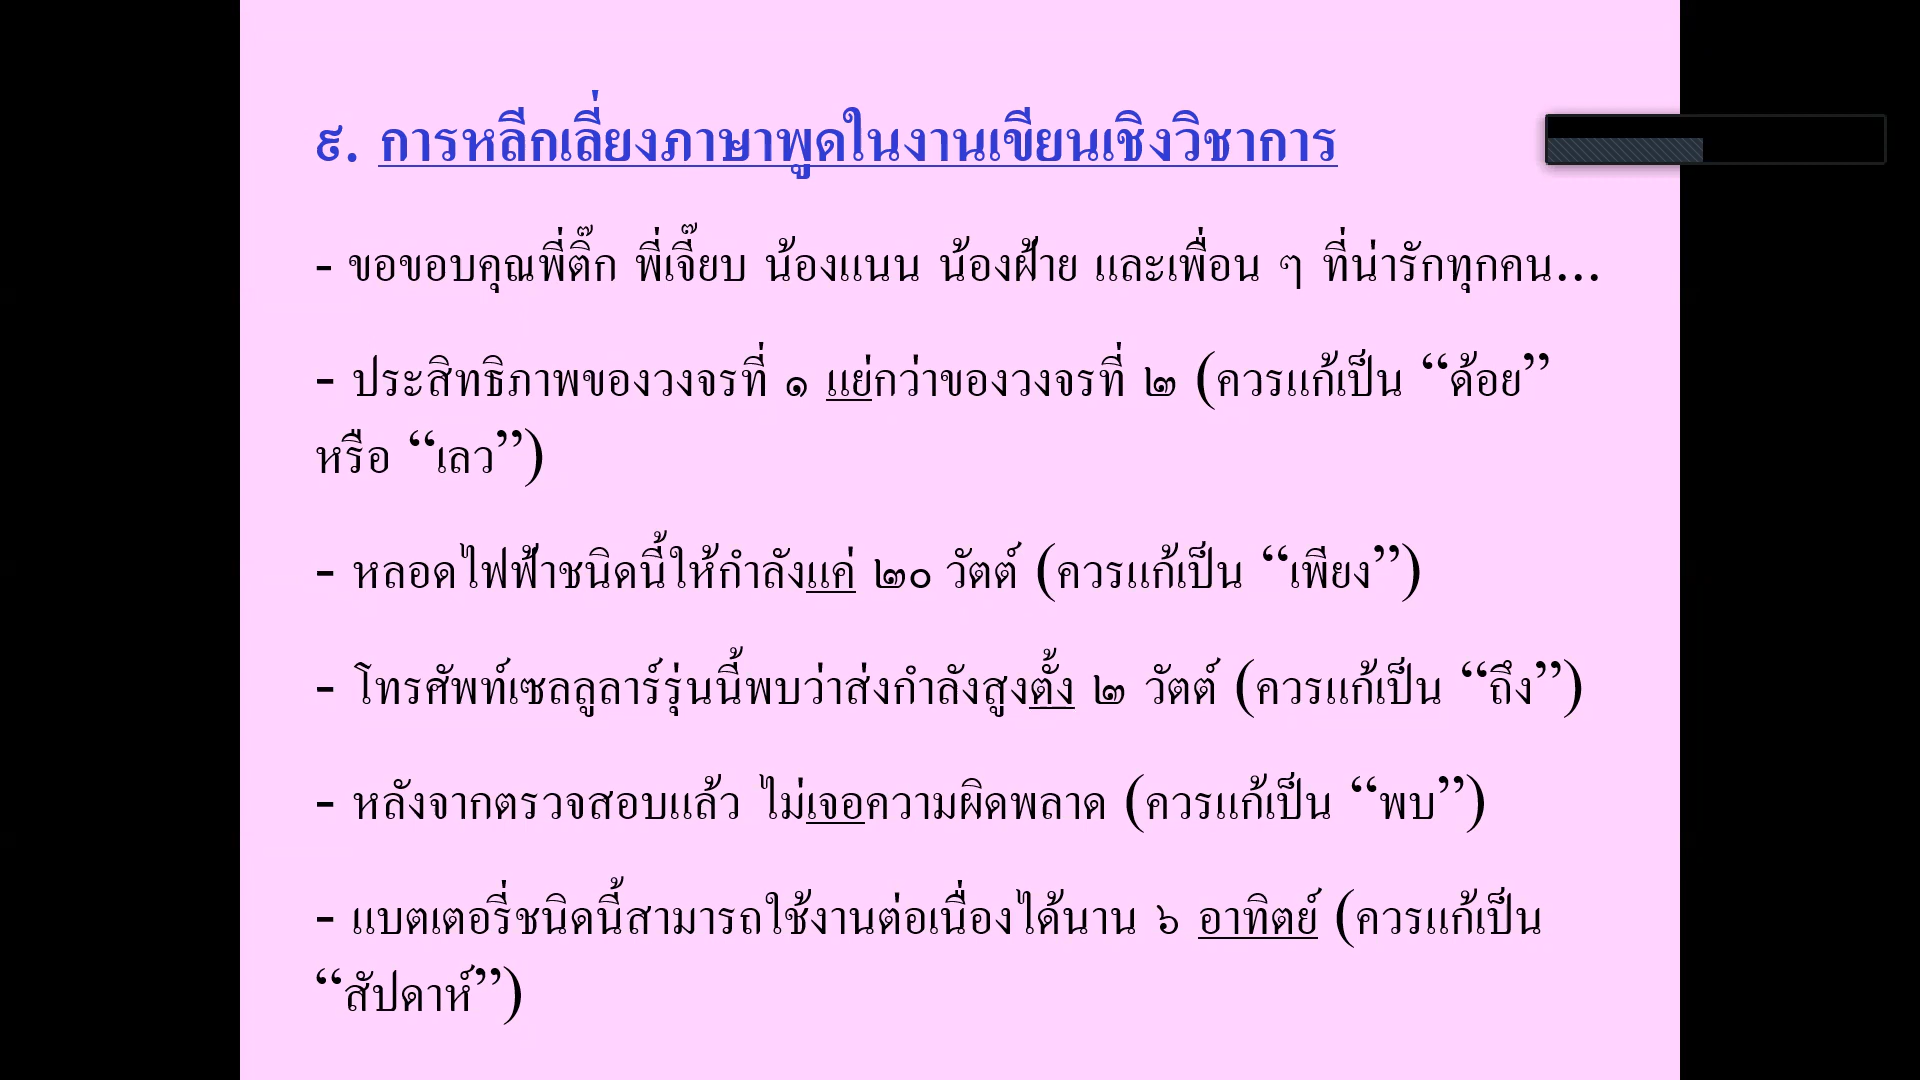 ๙. การหลีกเลี่ยงภาษาพูดในงานเขียนเชิงวิชาการ
- ขอขอบคุณพี่ติ๊ก พี่เจี๊ยบ น้องแนน น้องฝ้าย และเพื่อน ๆ ที่น่ารักทุกคน...
- ประสิทธิภาพของวงจรที่ ๑ แย่กว่าของวงจรที่ ๒ (ควรแก้เป็น “ด้อย”
หรือ “เลว”)
- หลอดไฟฟ้าชนิดนี้ให้กำลังแค่ ๒๐ วัตต์ (ควรแก้เป็น “เพียง”)
- โทรศัพท์เซลลูลาร์รุ่นนี้พบว่าส่งกำลังสูงตั้ง ๒ วัตต์ (ควรแก้เป็น “ถึง”)
- หลังจากตรวจสอบแล้ว ไม่เจอความผิดพลาด (ควรแก้เป็น “พบ”)
- แบตเตอรี่ชนิดนี้สามารถใช้งานต่อเนื่องได้นาน ๖ อาทิตย์ (ควรแก้เป็น
“สัปดาห์”)